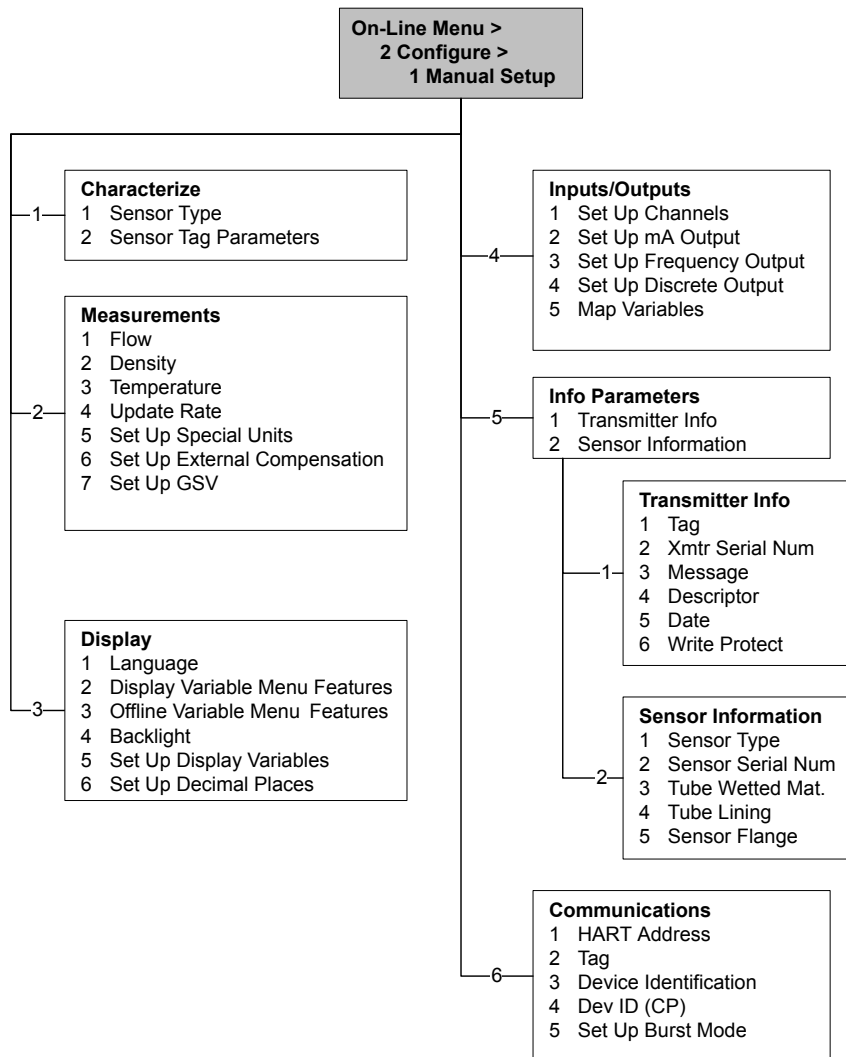 On-Line Menu >
2 Configure >
1 Manual Setup
1
Characterize
1 Sensor Type
2 Sensor Tag Parameters
2
Measurements
1 Flow
2 Density
3 Temperature
4 Update Rate
5 Set Up Special Units
6 Set Up External Compensation
7 Set Up GSV
3
Display
1 Language
2 Display Variable Menu Features
3 Offline Variable Menu Features
4 Backlight
5 Set Up Display Variables
6 Set Up Decimal Places
4
Inputs/Outputs
1 Set Up Channels
2 Set Up mA Output
3 Set Up Frequency Output
4 Set Up Discrete Output
5 Map Variables
5
Info Parameters
1 Transmitter Info
2 Sensor Information
1
Transmitter Info
1 Tag
2 Xmtr Serial Num
3 Message
4 Descriptor
5 Date
6 Write Protect
2
Sensor Information
1 Sensor Type
2 Sensor Serial Num
3 Tube Wetted Mat.
4 Tube Lining
5 Sensor Flange
6
Communications
1 HART Address
2 Tag
3 Device Identification
4 Dev ID (CP)
5 Set Up Burst Mode